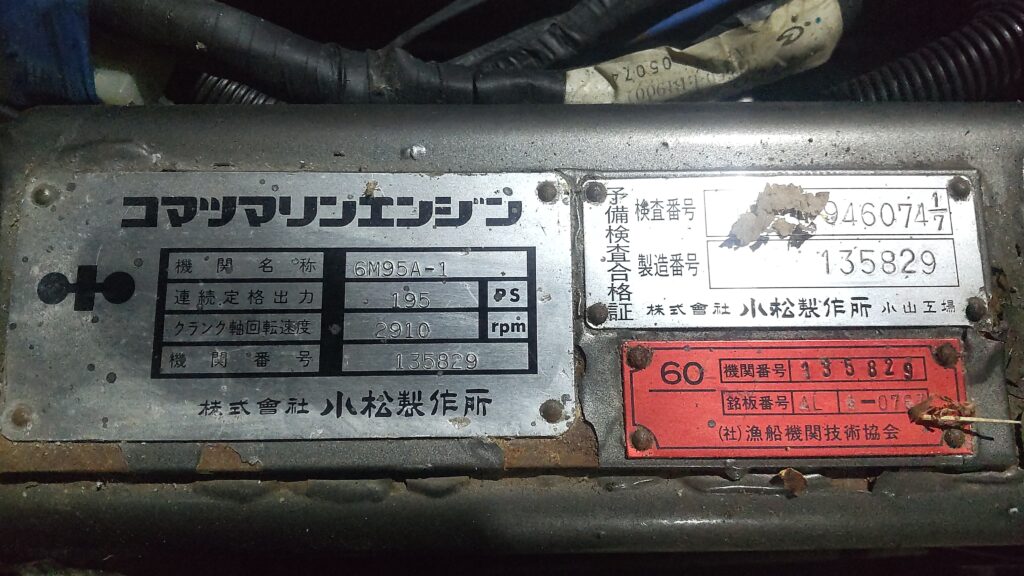 コマツマリンエンジン
機関名称 6M95A-1
連続定格出力 195 PS
クランク軸回転速度 2910 rpm
機関番号 135829
株式會社 小松製作所
予備検査合格証
検査番号 946074 1/7
製造番号 135829
株式會社 小松製作所 小山工場
60
機関番号 135829
銘板番号 AL
(社)漁船機関技術協会
05074